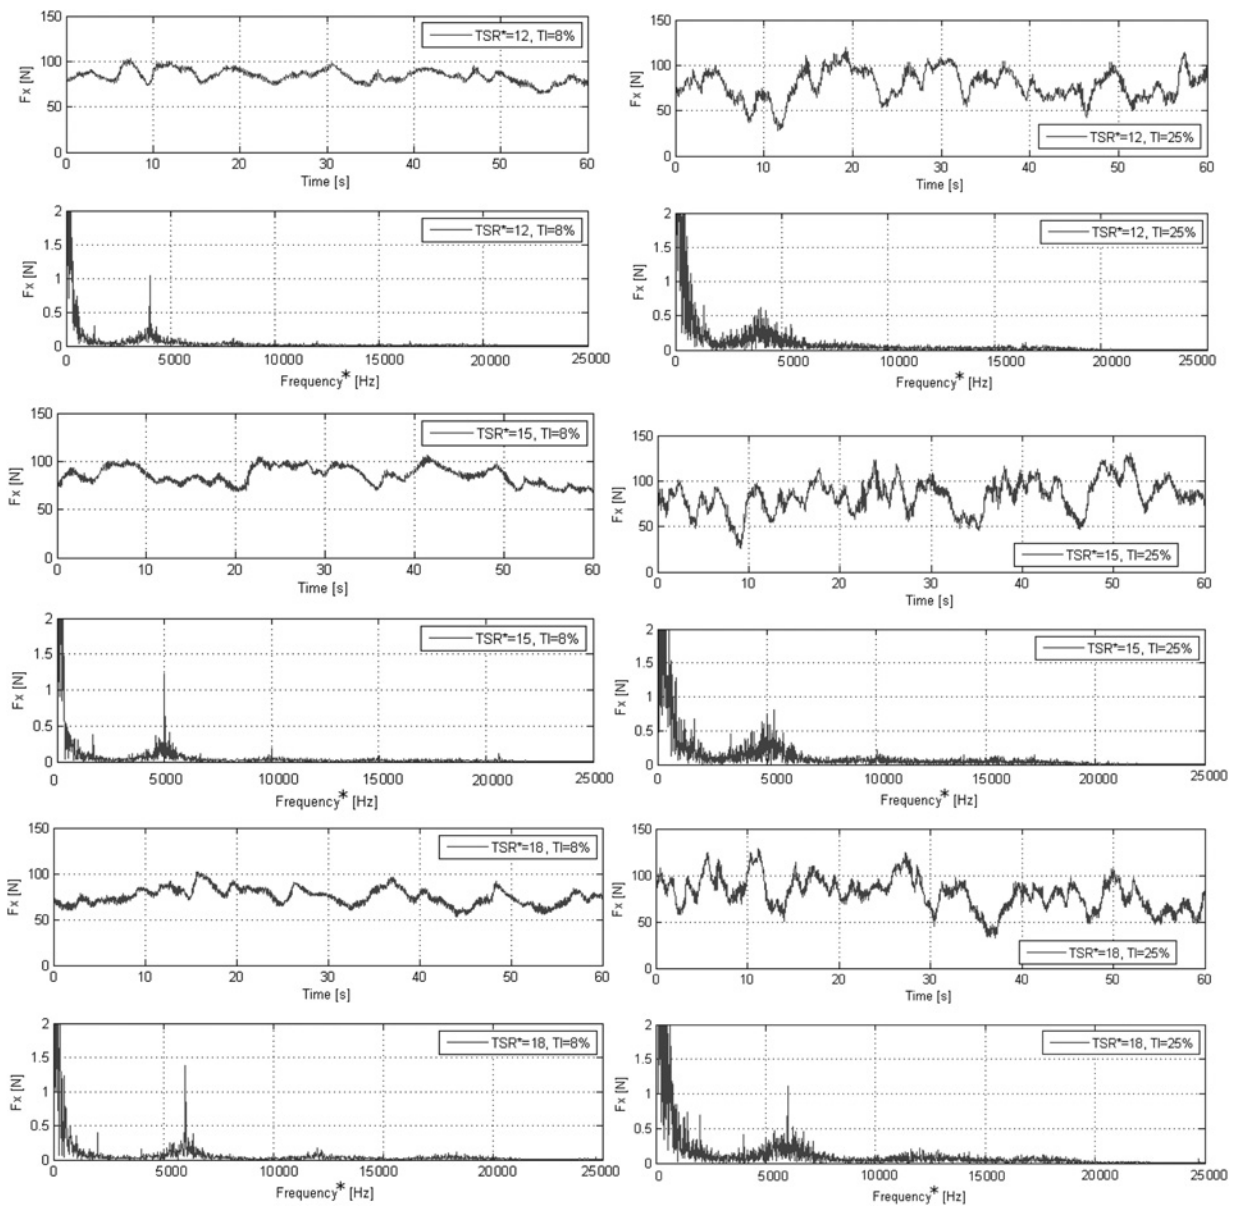 150
100
50
0
Fx [N]
TSR*=12, TI=8%
0 10 20 30 40 50 60
Time [s]
150
100
50
0
Fx [N]
TSR*=12, TI=25%
0 10 20 30 40 50 60
Time [s]
2
1.5
1
0.5
0
Fx [N]
TSR*=12, TI=8%
0 5000 10000 15000 20000 25000
Frequency* [Hz]
2
1.5
1
0.5
0
Fx [N]
TSR*=12, TI=25%
0 5000 10000 15000 20000 25000
Frequency* [Hz]
150
100
50
0
Fx [N]
TSR*=15, TI=8%
0 10 20 30 40 50 60
Time [s]
150
100
50
0
Fx [N]
TSR*=15, TI=25%
0 10 20 30 40 50 60
Time [s]
2
1.5
1
0.5
0
Fx [N]
TSR*=15, TI=8%
0 5000 10000 15000 20000 25000
Frequency* [Hz]
2
1.5
1
0.5
0
Fx [N]
TSR*=15, TI=25%
0 5000 10000 15000 20000 25000
Frequency* [Hz]
150
100
50
0
Fx [N]
TSR*=18, TI=8%
0 10 20 30 40 50 60
Time [s]
150
100
50
0
Fx [N]
TSR*=18, TI=25%
0 10 20 30 40 50 60
Time [s]
2
1.5
1
0.5
0
Fx [N]
TSR*=18, TI=8%
0 5000 10000 15000 20000 25000
Frequency* [Hz]
2
1.5
1
0.5
0
Fx [N]
TSR*=18, TI=25%
0 5000 10000 15000 20000 25000
Frequency* [Hz]